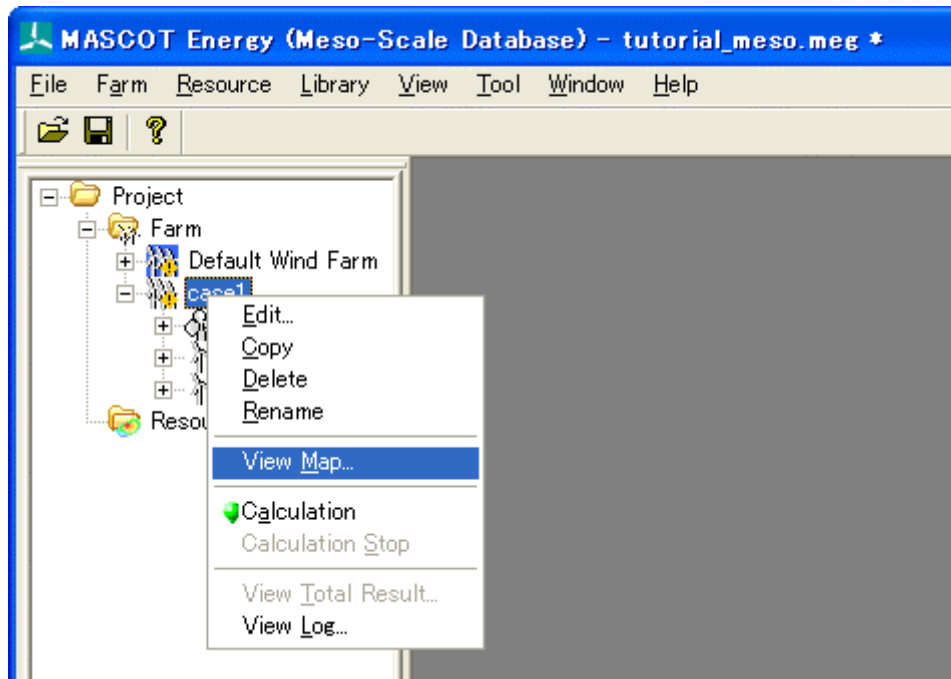 MASCOT Energy (Meso-Scale Database) - tutorial_meso.meg *
File Farm Resource Library View Tool Window Help
Project
Farm
Default Wind Farm
case1
Edit...
Copy
Delete
Rename
Resou
View Map...
Calculation
Calculation Stop
View Total Result...
View Log...